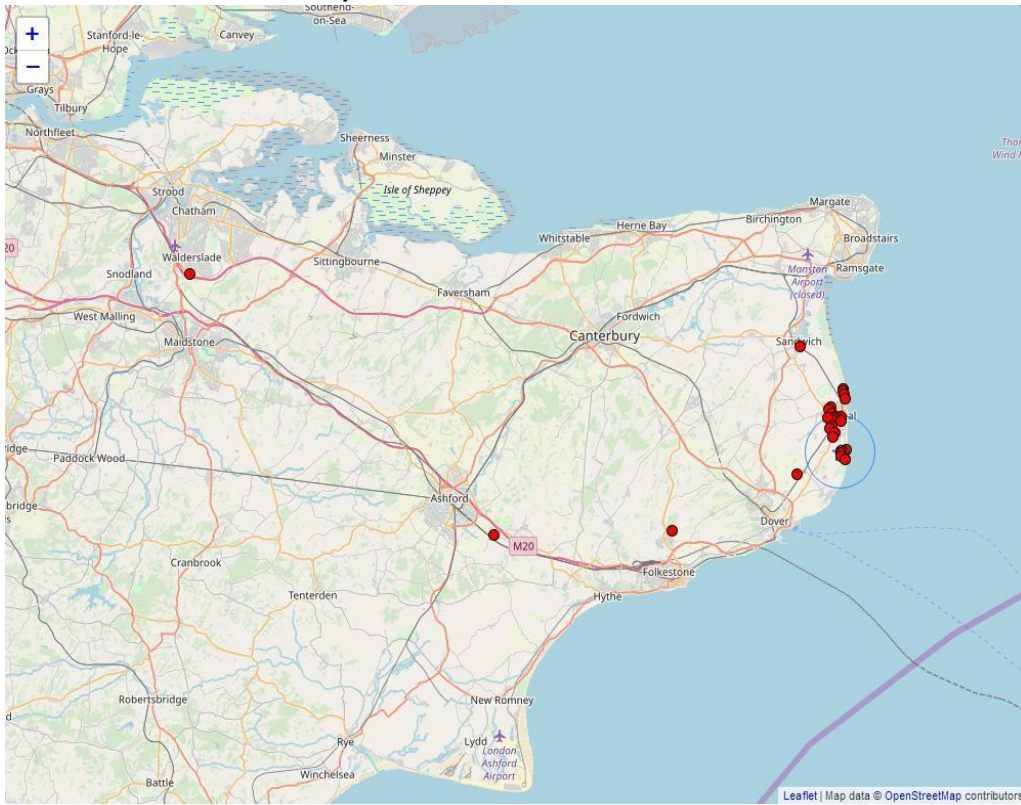 Southend-
on-Sea
+
−
Stanford-le-
Hope
Canvey
Grays
Tilbury
Northfleet
Sheerness
Minster
Isle of Sheppey
Strood
Chatham
Margate
Birchington
Herne Bay
Whitstable
Broadstairs
Walderslade
Sittingbourne
Manston
Airport
(closed)
Ramsgate
20
Snodland
Faversham
Fordwich
West Malling
Canterbury
Maidstone
Sandwich
Paddock Wood
Ashford
Dover
M20
Cranbrook
Folkestone
Tenterden
Hythe
Robertsbridge
New Romney
Rye
Lydd
London
Ashford
Airport
Winchelsea
Battle
Leaflet | Map data © OpenStreetMap contributors